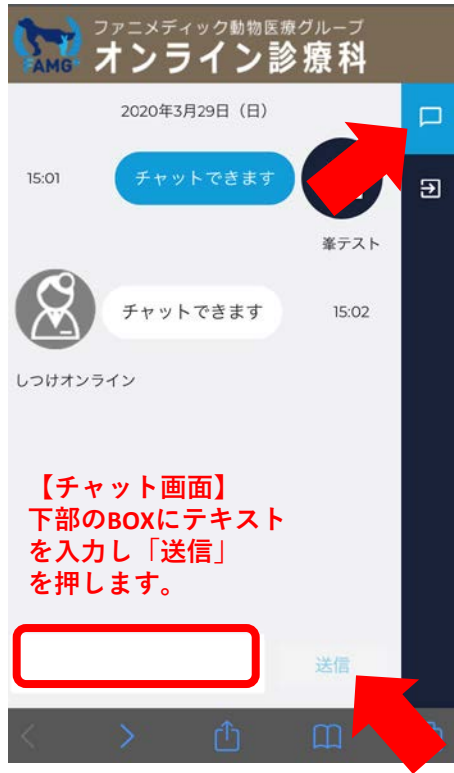 ファニメディック動物医療グループ
オンライン診療科
AMG
2020年3月29日（日）
15:01
チャットできます
峯テスト
チャットできます
15:02
しつけオンライン
【チャット画面】
下部のBOXにテキスト
を入力し「送信」
を押します。
送信